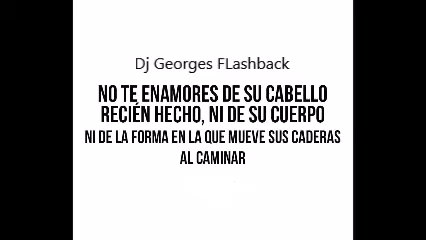 Dj Georges FLashback
NO TE ENAMORES DE SU CABELLO
RECIÉN HECHO, NI DE SU CUERPO
NI DE LA FORMA EN LA QUE MUEVE SUS CADERAS
AL CAMINAR